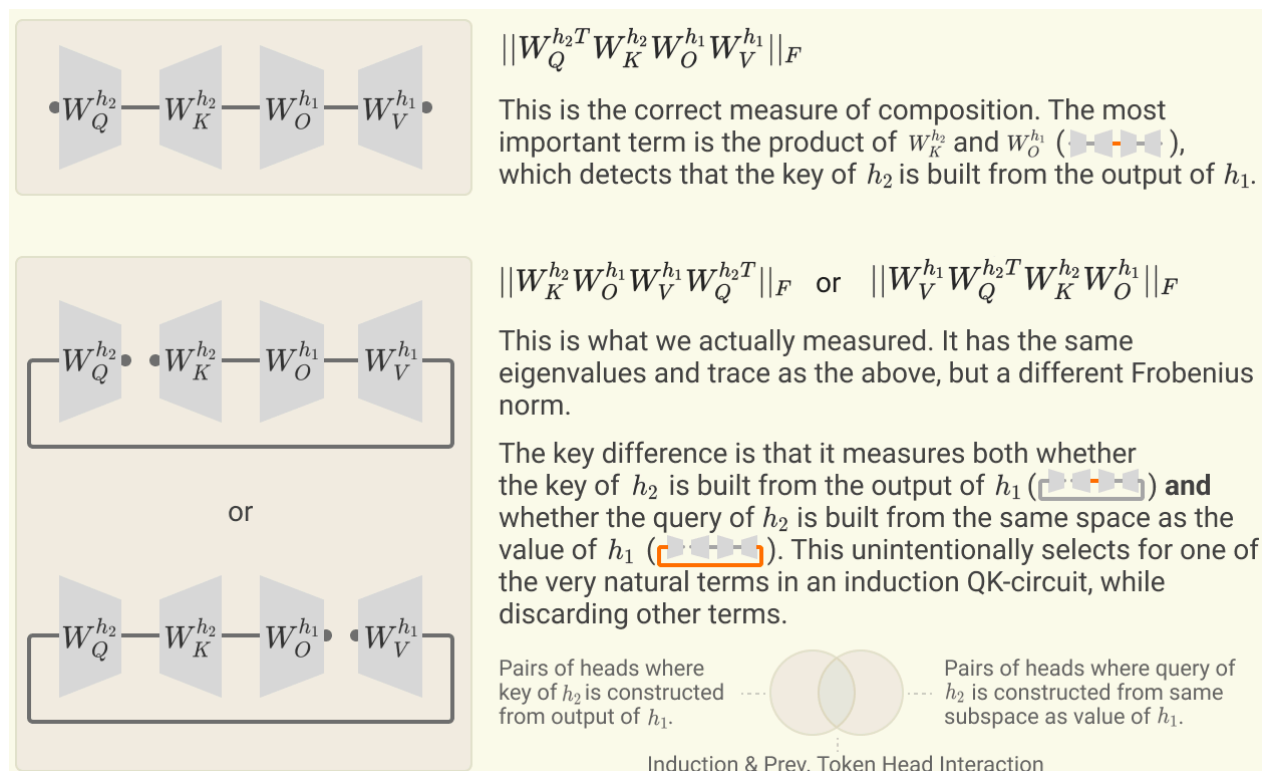 W_Q^{h_2} W_K^{h_2} W_O^{h_1} W_V^{h_1}
||W_Q^{h_2T} W_K^{h_2} W_O^{h_1} W_V^{h_1}||_F
This is the correct measure of composition. The most
important term is the product of W_K^{h_2} and W_O^{h_1} ( ),
which detects that the key of h_2 is built from the output of h_1.
W_Q^{h_2} W_K^{h_2} W_O^{h_1} W_V^{h_1}
or
W_Q^{h_2} W_K^{h_2} W_O^{h_1} W_V^{h_1}
||W_K^{h_2} W_O^{h_1} W_V^{h_1} W_Q^{h_2T}||_F or ||W_V^{h_1} W_Q^{h_2T} W_K^{h_2} W_O^{h_1}||_F
This is what we actually measured. It has the same
eigenvalues and trace as the above, but a different Frobenius
norm.
The key difference is that it measures both whether
the key of h_2 is built from the output of h_1 ( ) and
whether the query of h_2 is built from the same space as the
value of h_1 ( ). This unintentionally selects for one of
the very natural terms in an induction QK-circuit, while
discarding other terms.
Pairs of heads where
key of h_2 is constructed
from output of h_1.
Pairs of heads where query of
h_2 is constructed from same
subspace as value of h_1.
Induction & Prev. Token Head Interaction